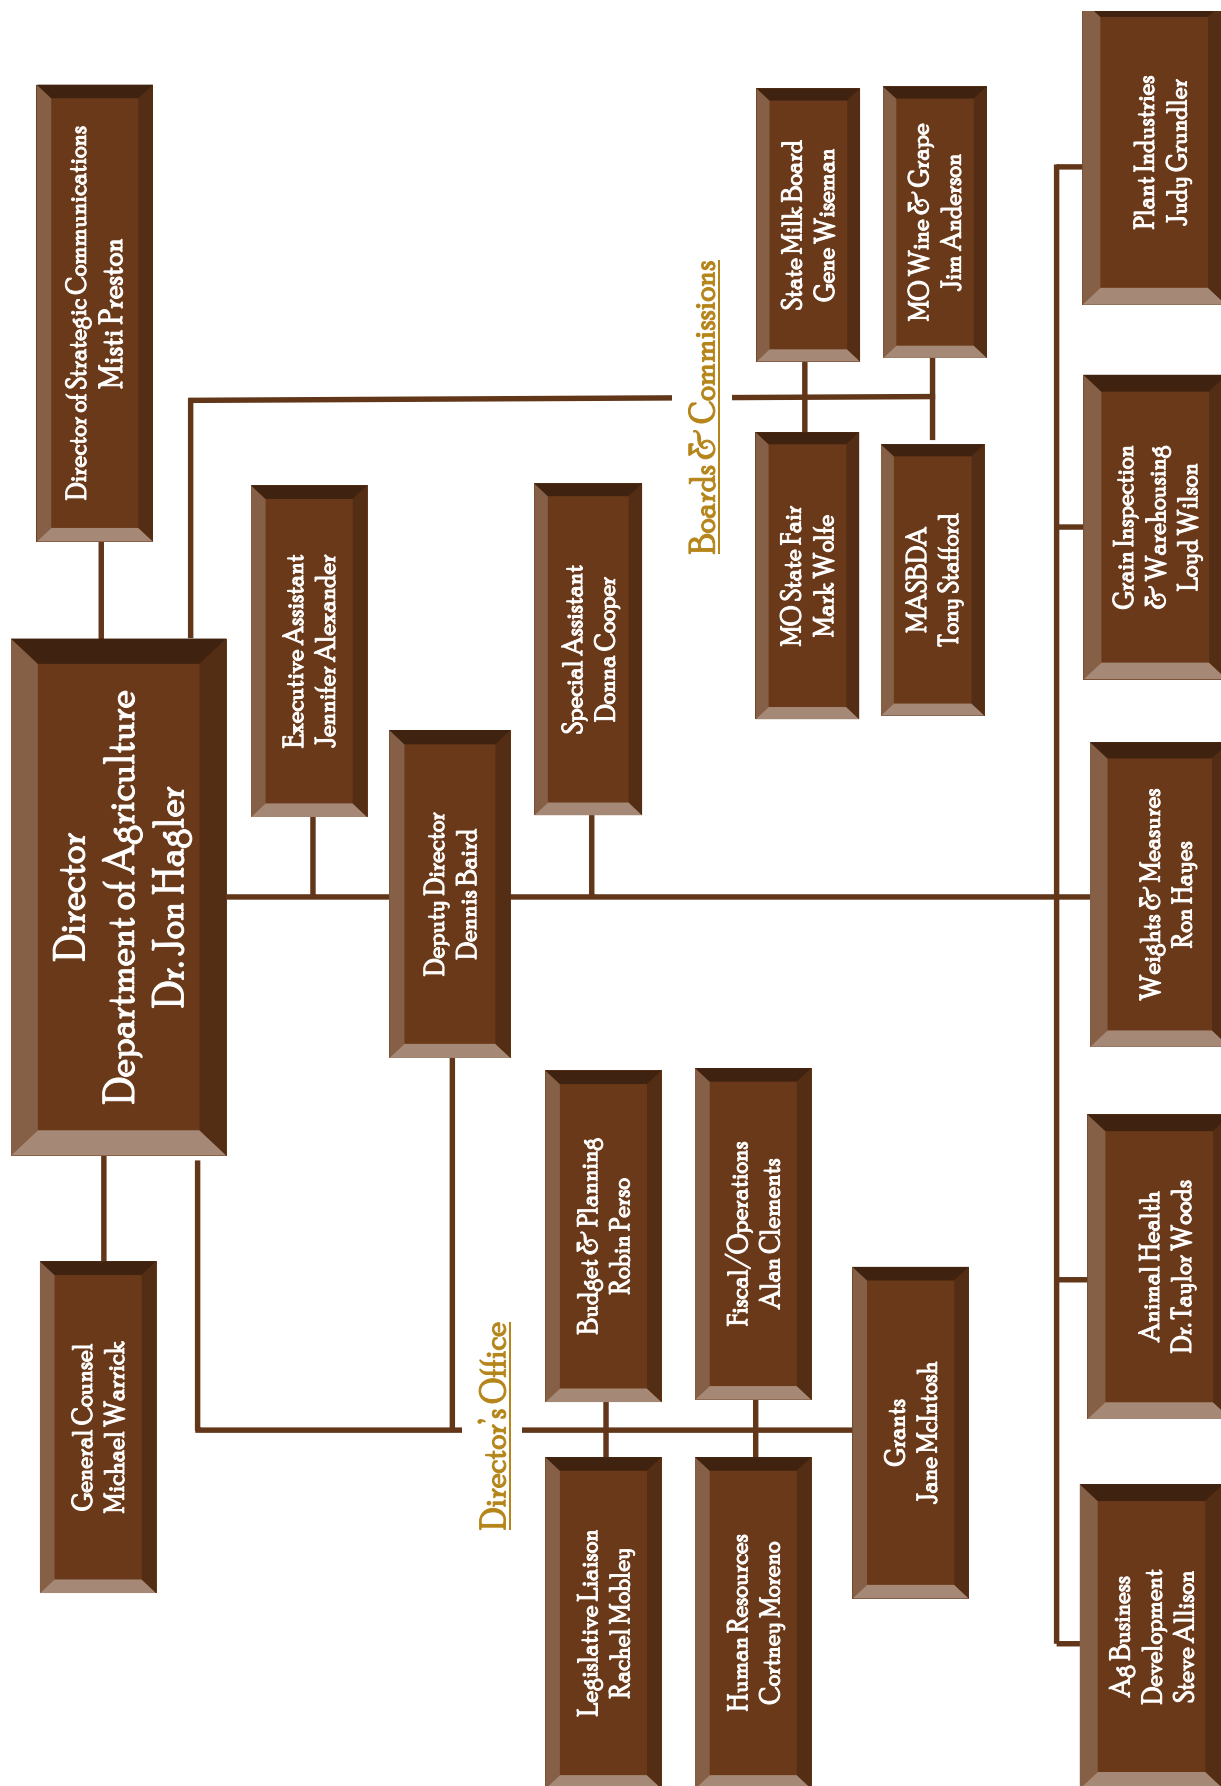 Director
Department of Agriculture
Dr. Jon Hagler
General Counsel
Michael Warrick
Director of Strategic Communications
Misti Preston
Executive Assistant
Jennifer Alexander
Deputy Director
Dennis Baird
Special Assistant
Donna Cooper
Director's Office
Legislative Liaison
Rachel Mobley
Budget & Planning
Robin Perso
Human Resources
Cortney Moreno
Fiscal/Operations
Alan Clements
Grants
Jane McIntosh
Boards & Commissions
MO State Fair
Mark Wolfe
State Milk Board
Gene Wiseman
MASBDA
Tony Stafford
MO Wine & Grape
Jim Anderson
Ag Business
Development
Steve Allison
Animal Health
Dr. Taylor Woods
Weights & Measures
Ron Hayes
Grain Inspection
& Warehousing
Loyd Wilson
Plant Industries
Judy Grundler